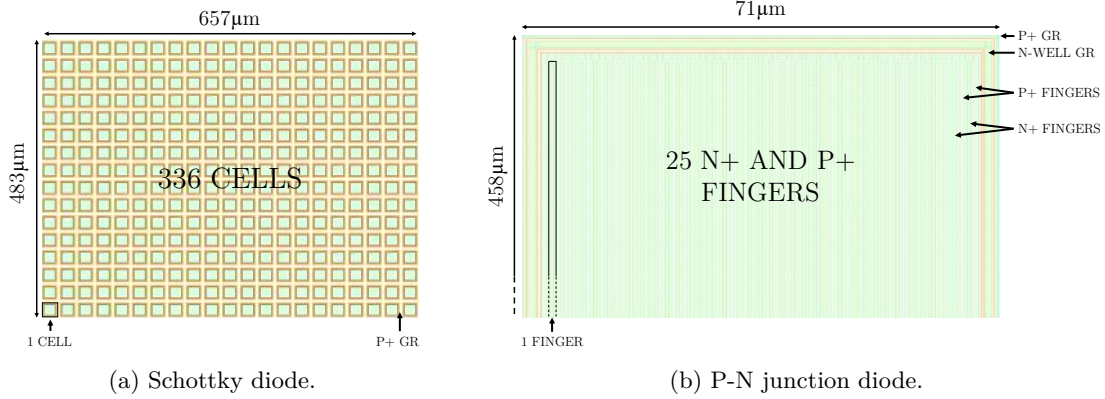 657μm
483μm
336 CELLS
1 CELL
P+ GR
(a) Schottky diode.
71μm
458μm
P+ GR
N-WELL GR
P+ FINGERS
N+ FINGERS
25 N+ AND P+
FINGERS
1 FINGER
(b) P-N junction diode.